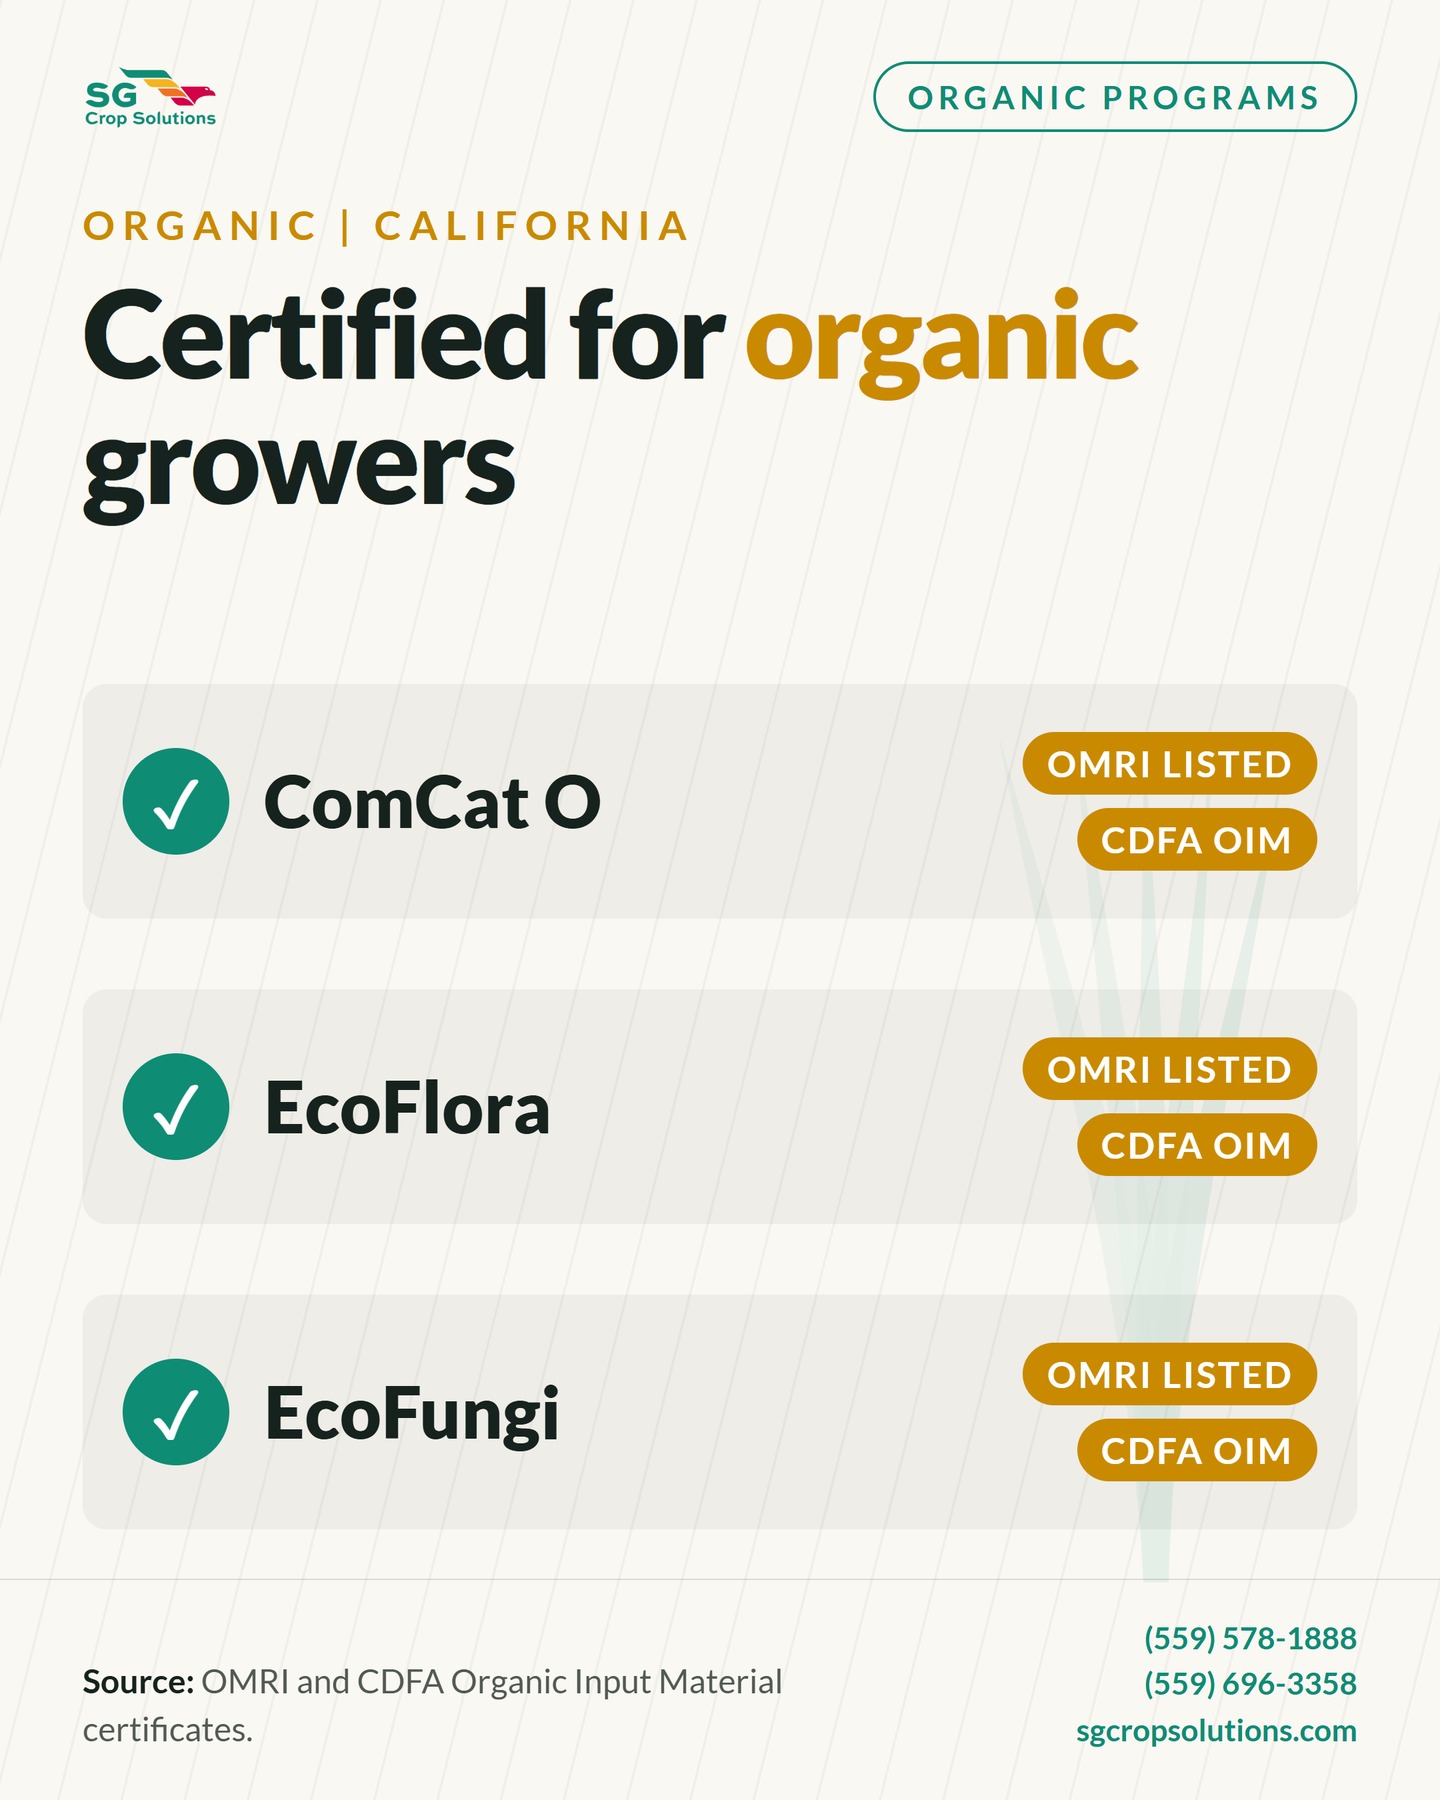 SG
Crop Solutions
ORGANIC PROGRAMS
ORGANIC | CALIFORNIA
Certified for organic
growers
ComCat O
OMRI LISTED
CDFA OIM
EcoFlora
OMRI LISTED
CDFA OIM
EcoFungi
OMRI LISTED
CDFA OIM
Source: OMRI and CDFA Organic Input Material
certificates.
(559) 578-1888
(559) 696-3358
sgcropsolutions.com